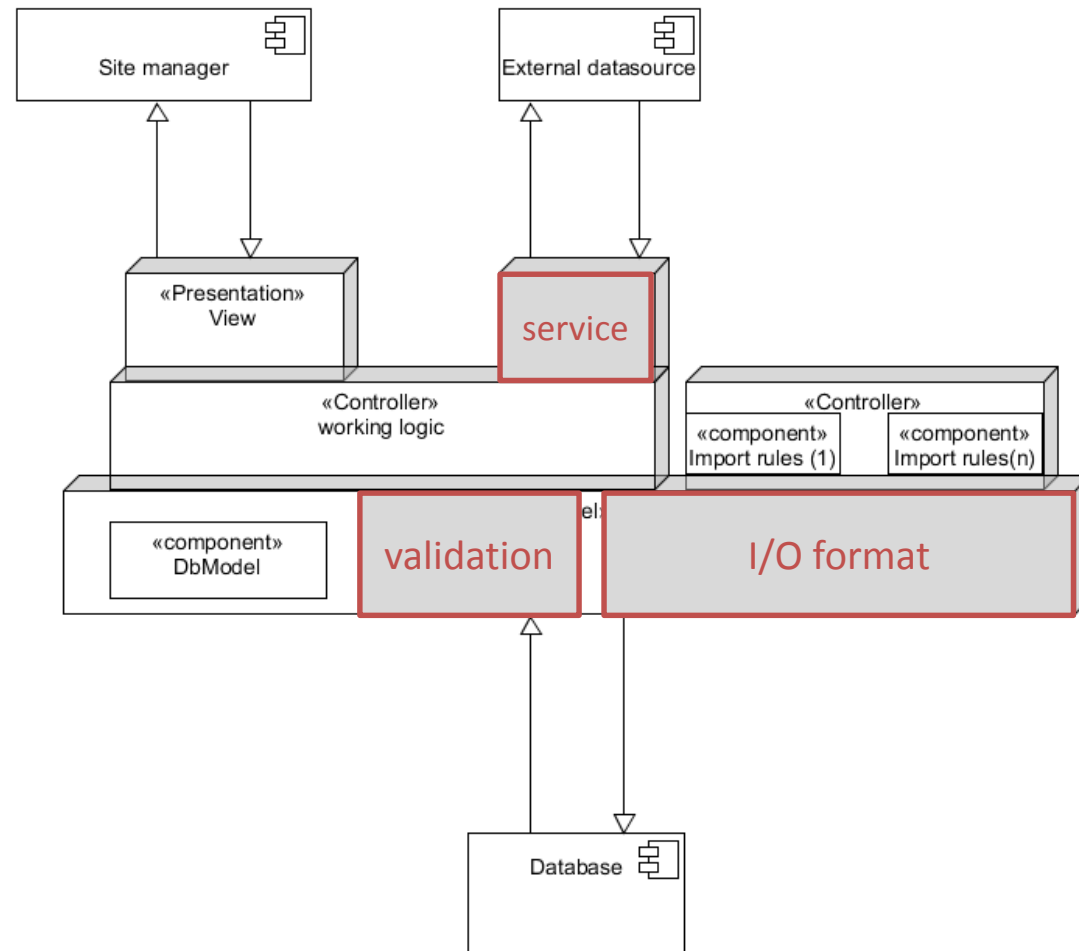 Site manager
External datasource
«Presentation»
View
service
«Controller»
working logic
«Controller»
«component»
Import rules (1)
«component»
Import rules(n)
«component»
DbModel
validation
I/O format
Database